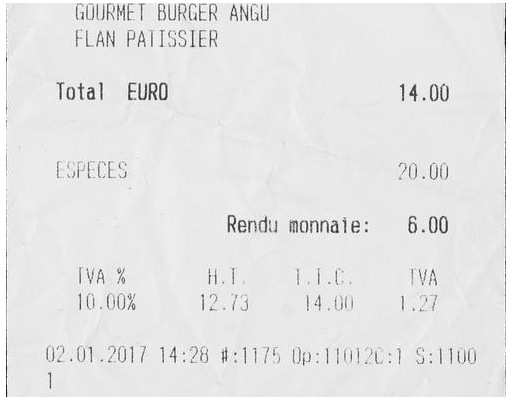 GOURMET BURGER ANGU
FLAN PATISSIER
Total EURO 14.00
ESPECES 20.00
Rendu monnaie: 6.00
TVA % H.T. T.T.C. TVA
10.00% 12.73 14.00 1.27
02.01.2017 14:28 #:1175 Op:11012C:1 S:1100
1